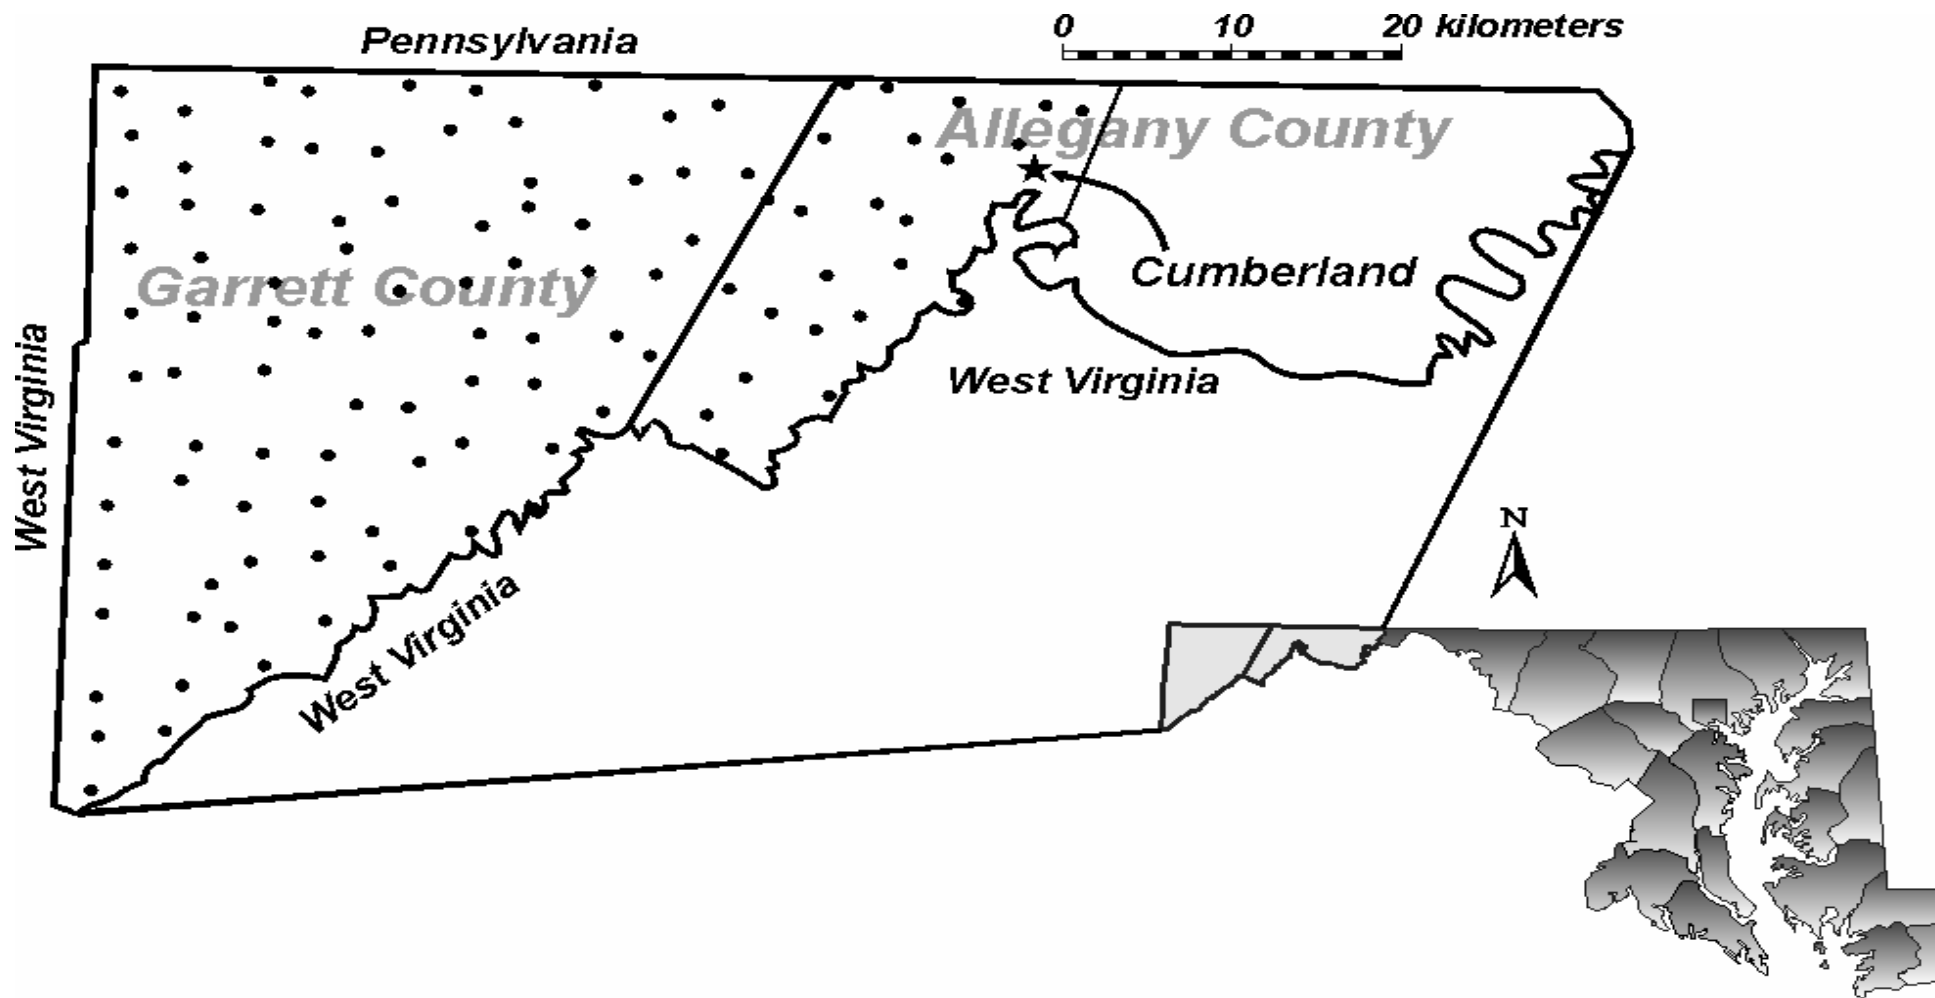 0 10 20 kilometers
Pennsylvania
Allegany County
Cumberland
Garrett County
West Virginia
West Virginia
West Virginia
N